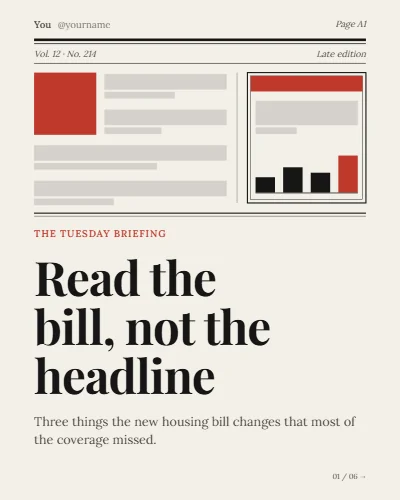 You @yourname
Page A1
Vol. 12 · No. 214
Late edition
THE TUESDAY BRIEFING
Read the
bill, not the
headline
Three things the new housing bill changes that most of
the coverage missed.
01 / 06 →